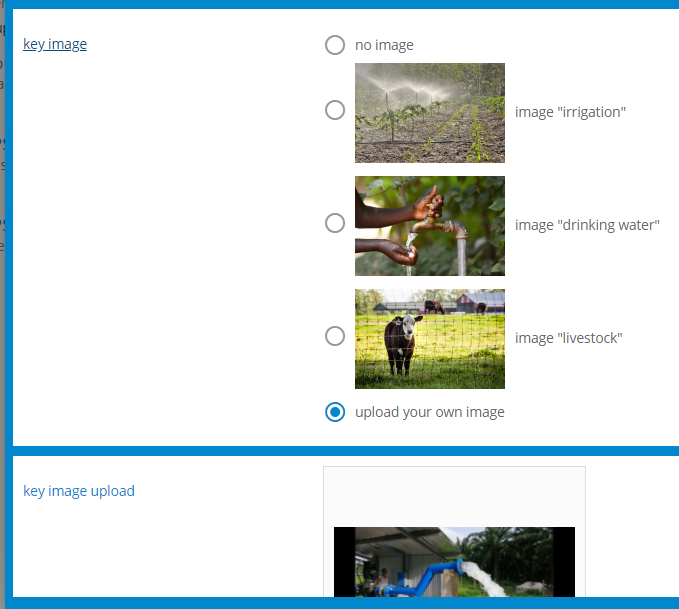 key image
no image
image "irrigation"
image "drinking water"
image "livestock"
upload your own image
key image upload